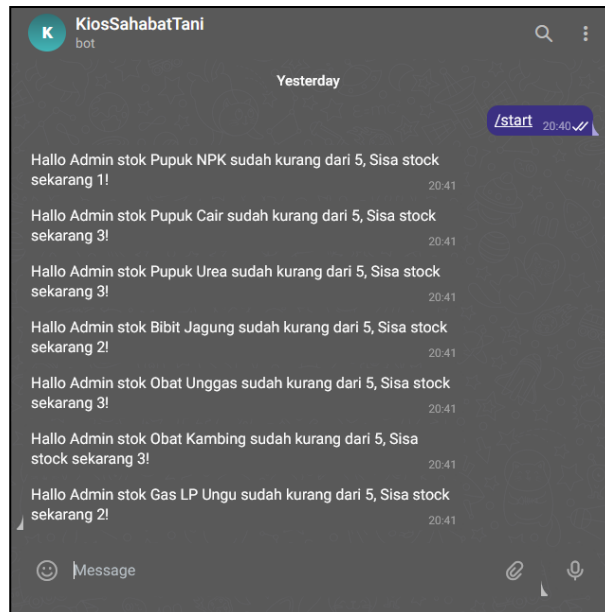 K
KiosSahabatTani
bot
Yesterday
/start 20:40
Hallo Admin stok Pupuk NPK sudah kurang dari 5, Sisa stock
sekarang 1!
20:41
Hallo Admin stok Pupuk Cair sudah kurang dari 5, Sisa stock
sekarang 3!
20:41
Hallo Admin stok Pupuk Urea sudah kurang dari 5, Sisa stock
sekarang 3!
20:41
Hallo Admin stok Bibit Jagung sudah kurang dari 5, Sisa stock
sekarang 2!
20:41
Hallo Admin stok Obat Unggas sudah kurang dari 5, Sisa stock
sekarang 3!
20:41
Hallo Admin stok Obat Kambing sudah kurang dari 5, Sisa
stock sekarang 3!
20:41
Hallo Admin stok Gas LP Ungu sudah kurang dari 5, Sisa stock
sekarang 2!
20:41
Message